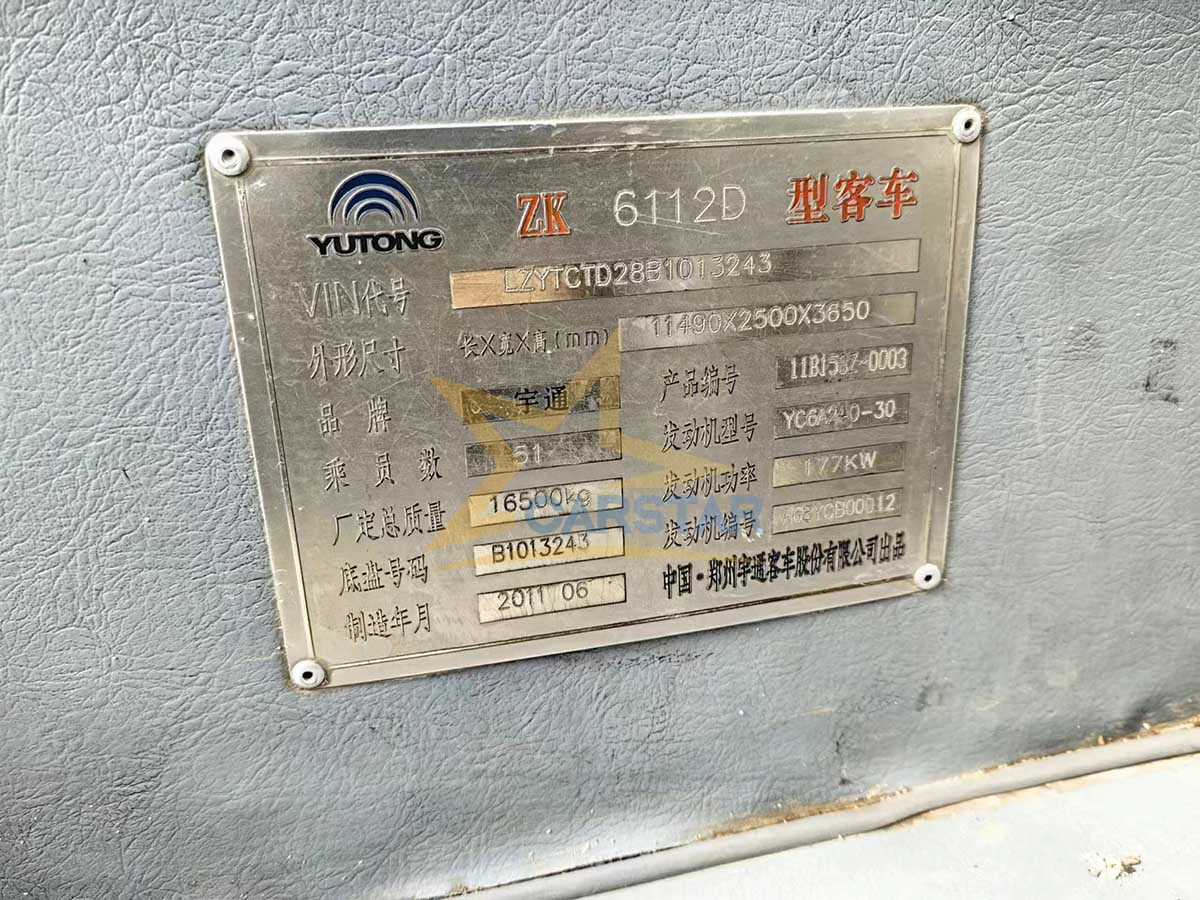 YUTONG ZK 6112D 型客车
VIN代号 LZYTCTD28B1013243
外形尺寸 长X宽X高(mm) 11490X2500X3650
品牌 宇通 产品编号 11B1587-0003
乘员数 51 发动机型号 YC6A240-30
厂定总质量 16500kg 发动机功率 177KW
底盘号码 B1013243 发动机编号
制造年月 2011 06 中国·郑州宇通客车股份有限公司出品
CARSTAR